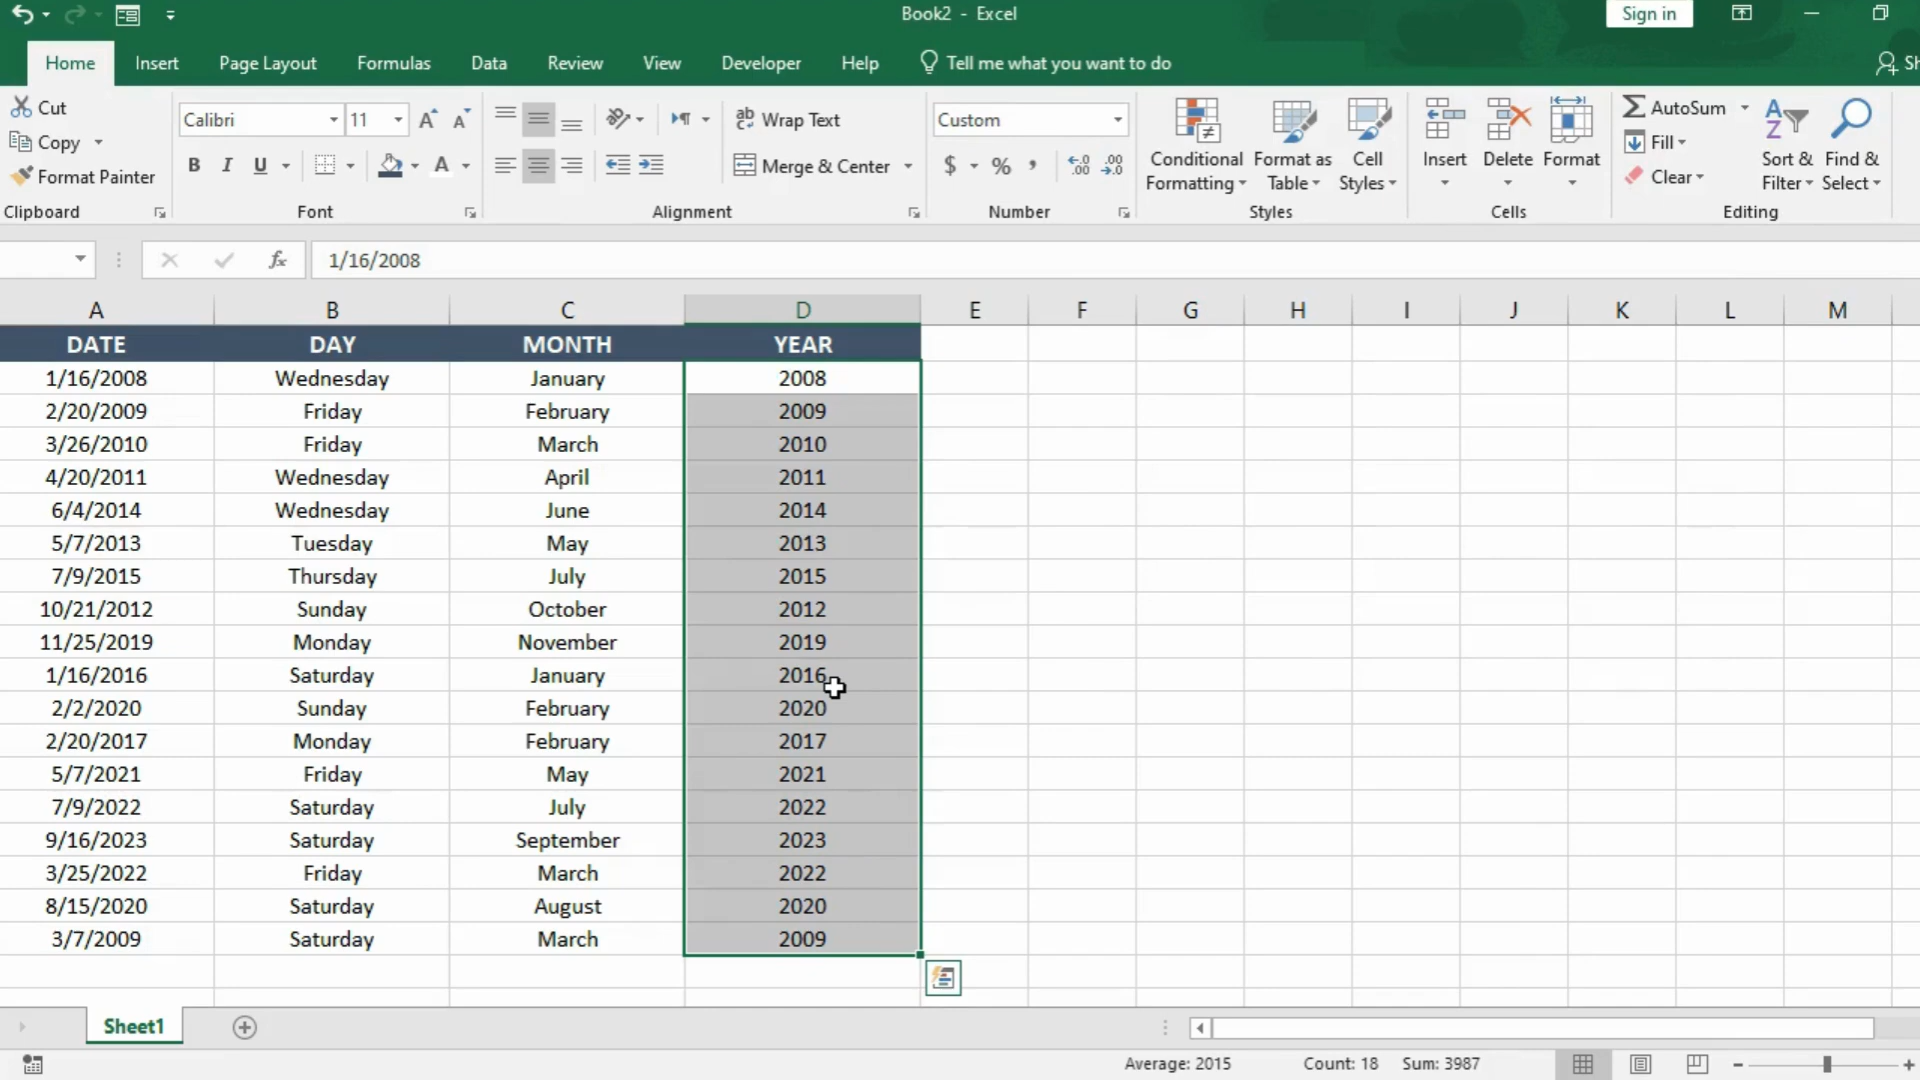 Book2 - Excel
Sign in
Home Insert Page Layout Formulas Data Review View Developer Help Tell me what you want to do Sh
Cut
Copy
Format Painter
Clipboard
Calibri 11
B I U A
Font
Wrap Text
Merge & Center
Alignment
Custom
$ % ,
Number
Conditional Formatting
Format as Table
Cell Styles
Styles
Insert
Delete
Format
Cells
AutoSum
Fill
Clear
Sort & Filter
Find & Select
Editing
fx 1/16/2008
A B C D E F G H I J K L M
DATE DAY MONTH YEAR
1/16/2008 Wednesday January 2008
2/20/2009 Friday February 2009
3/26/2010 Friday March 2010
4/20/2011 Wednesday April 2011
6/4/2014 Wednesday June 2014
5/7/2013 Tuesday May 2013
7/9/2015 Thursday July 2015
10/21/2012 Sunday October 2012
11/25/2019 Monday November 2019
1/16/2016 Saturday January 2016
2/2/2020 Sunday February 2020
2/20/2017 Monday February 2017
5/7/2021 Friday May 2021
7/9/2022 Saturday July 2022
9/16/2023 Saturday September 2023
3/25/2022 Friday March 2022
8/15/2020 Saturday August 2020
3/7/2009 Saturday March 2009
Sheet1
Average: 2015 Count: 18 Sum: 3987